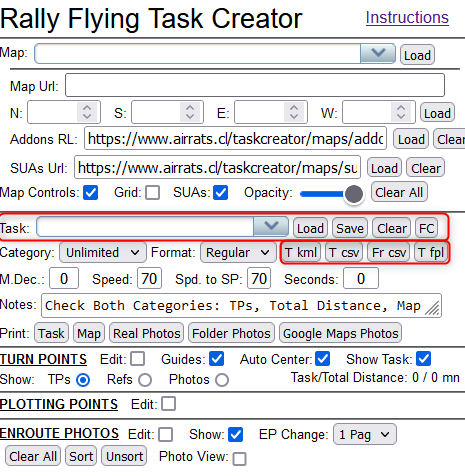 Rally Flying Task Creator Instructions
Map: Load
Map Url:
N: S: E: W: Load
Addons RL: https://www.airrats.cl/taskcreator/maps/addo Load Clear
SUAs Url: https://www.airrats.cl/taskcreator/maps/su Load Clear
Map Controls: Grid: SUAs: Opacity: Clear All
Task: Load Save Clear FC
Category: Unlimited Format: Regular T kml T csv Fr csv T fpl
M.Dec.: 0 Speed: 70 Spd. to SP: 70 Seconds: 0
Notes: Check Both Categories: TPs, Total Distance, Map
Print: Task Map Real Photos Folder Photos Google Maps Photos
TURN POINTS Edit: Guides: Auto Center: Show Task:
Show: TPs Refs Photos Task/Total Distance: 0 / 0 mn
PLOTTING POINTS Edit:
ENROUTE PHOTOS Edit: Show: EP Change: 1 Pag
Clear All Sort Unsort Photo View: